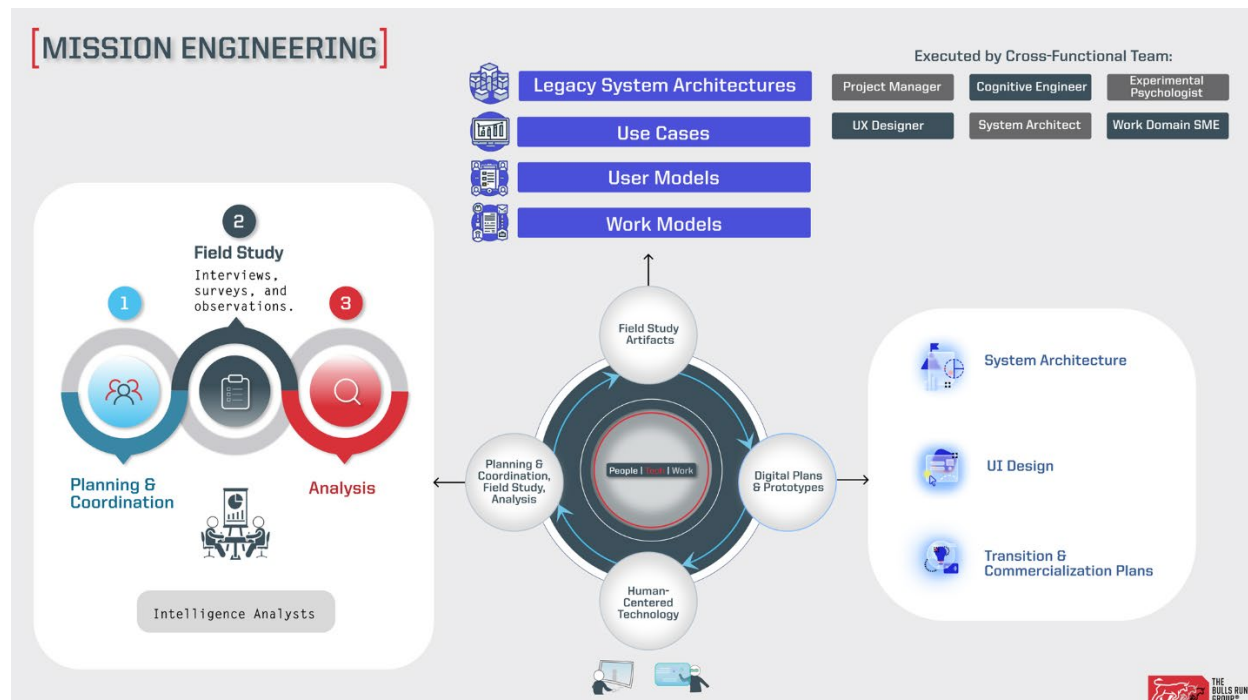 [MISSION ENGINEERING]
Legacy System Architectures
Use Cases
User Models
Work Models
Executed by Cross-Functional Team:
Project Manager
Cognitive Engineer
Experimental
Psychologist
UX Designer
System Architect
Work Domain SME
2
Field Study
Interviews,
surveys, and
observations.
1
3
Planning &
Coordination
Analysis
Intelligence Analysts
Field Study
Artifacts
Planning &
Coordination,
Field Study,
Analysis
People | Tech | Work
Digital Plans
& Prototypes
Human-
Centered
Technology
System Architecture
UI Design
Transition &
Commercialization Plans
THE
BULLS RUN
GROUP®